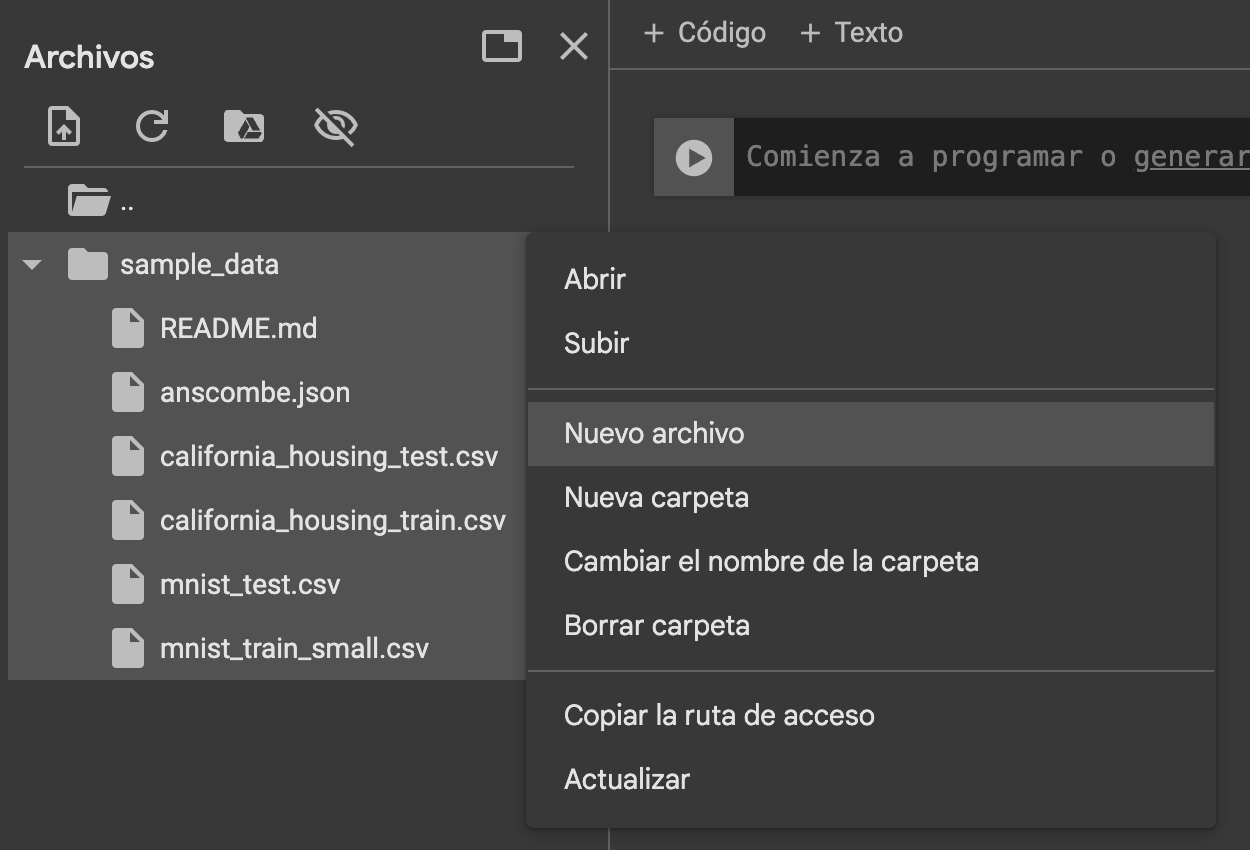 Archivos
+ Código + Texto
Comienza a programar o generar
..
sample_data
README.md
anscombe.json
california_housing_test.csv
california_housing_train.csv
mnist_test.csv
mnist_train_small.csv
Abrir
Subir
Nuevo archivo
Nueva carpeta
Cambiar el nombre de la carpeta
Borrar carpeta
Copiar la ruta de acceso
Actualizar